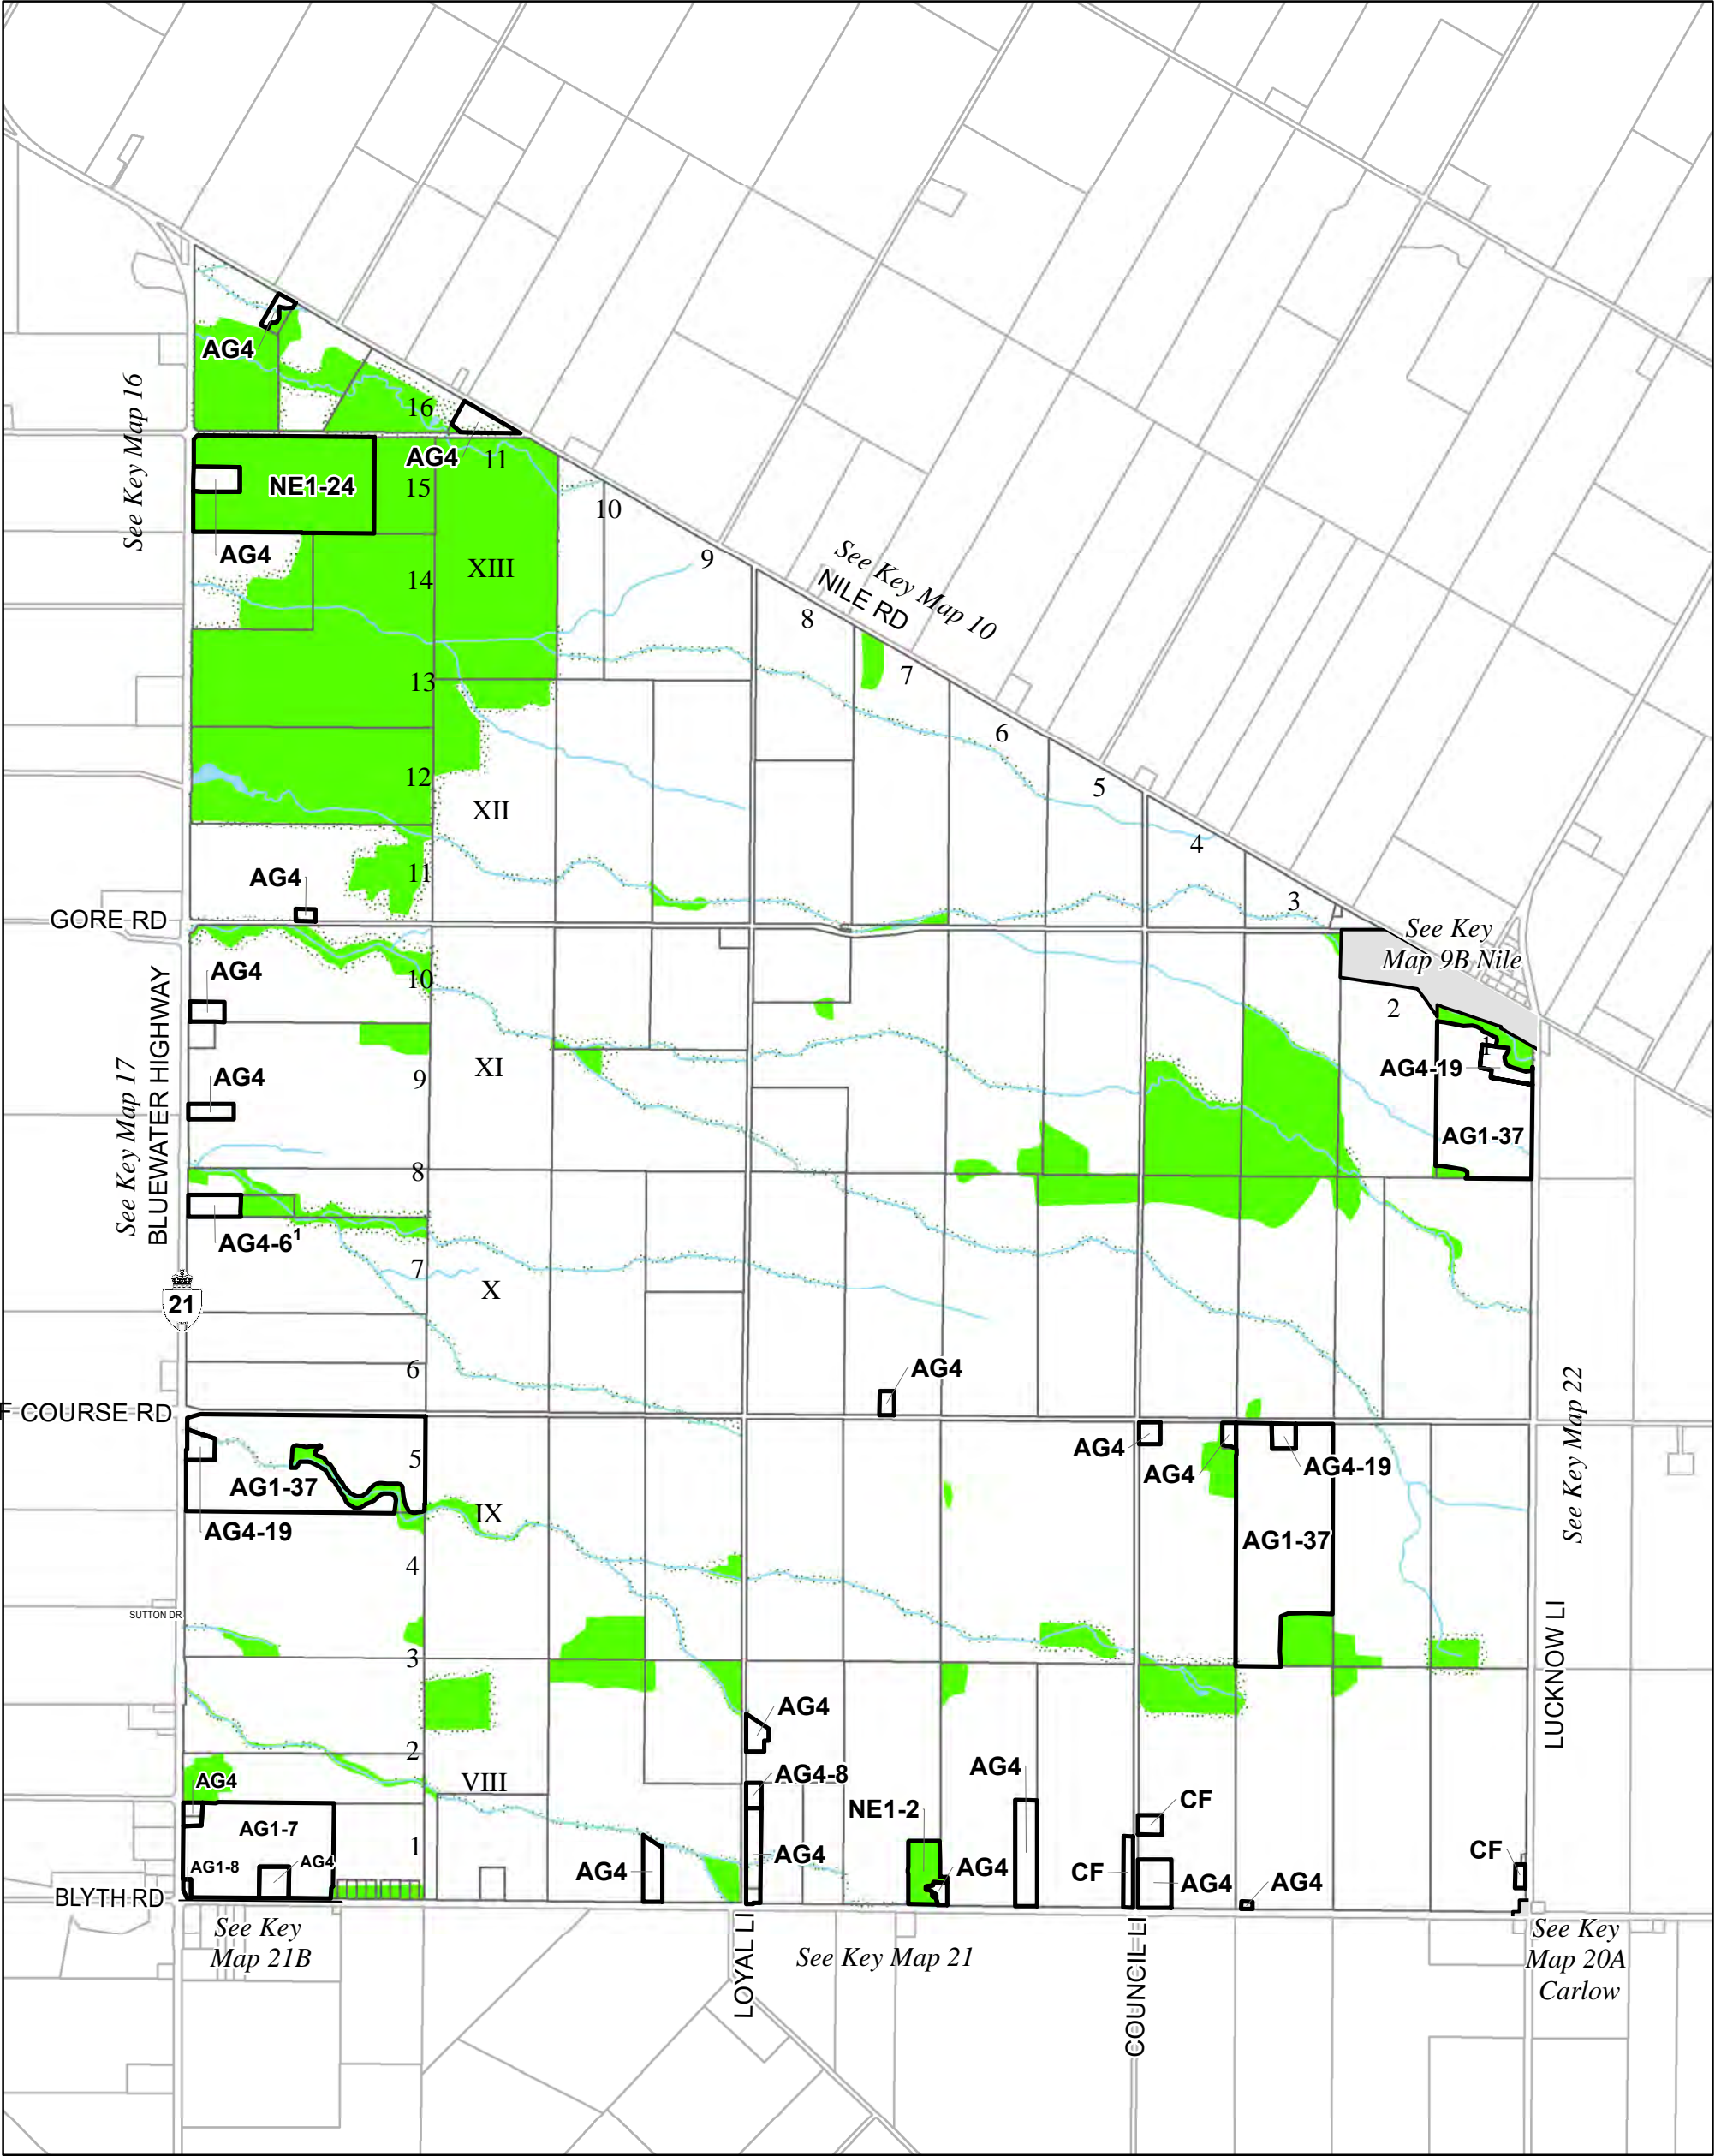 AG4
16
See Key Map 16
AG4
11
NE1-24
15
10
AG4
XIII
14
9
See Key Map 10
NILE RD
8
7
13
6
12
5
XII
4
11
AG4
3
GORE RD
See Key
Map 9B Nile
AG4
10
2
1
AG4-19
XI
AG4
9
See Key Map 17
BLUEWATER HIGHWAY
AG1-37
8
AG4-6¹
7
X
21
6
AG4
F COURSE RD
See Key Map 22
5
AG4
AG4
AG4-19
AG1-37
IX
AG4-19
AG1-37
4
SUTTON DR
LUCKNOW LI
3
AG4
2
AG4
VIII
AG4-8
AG4
NE1-2
CF
AG1-7
1
AG4
AG1-8
AG4
AG4
AG4
CF
AG4
AG4
CF
BLYTH RD
See Key
Map 21B
LOYAL LI
See Key Map 21
COUNCIL LI
See Key
Map 20A
Carlow